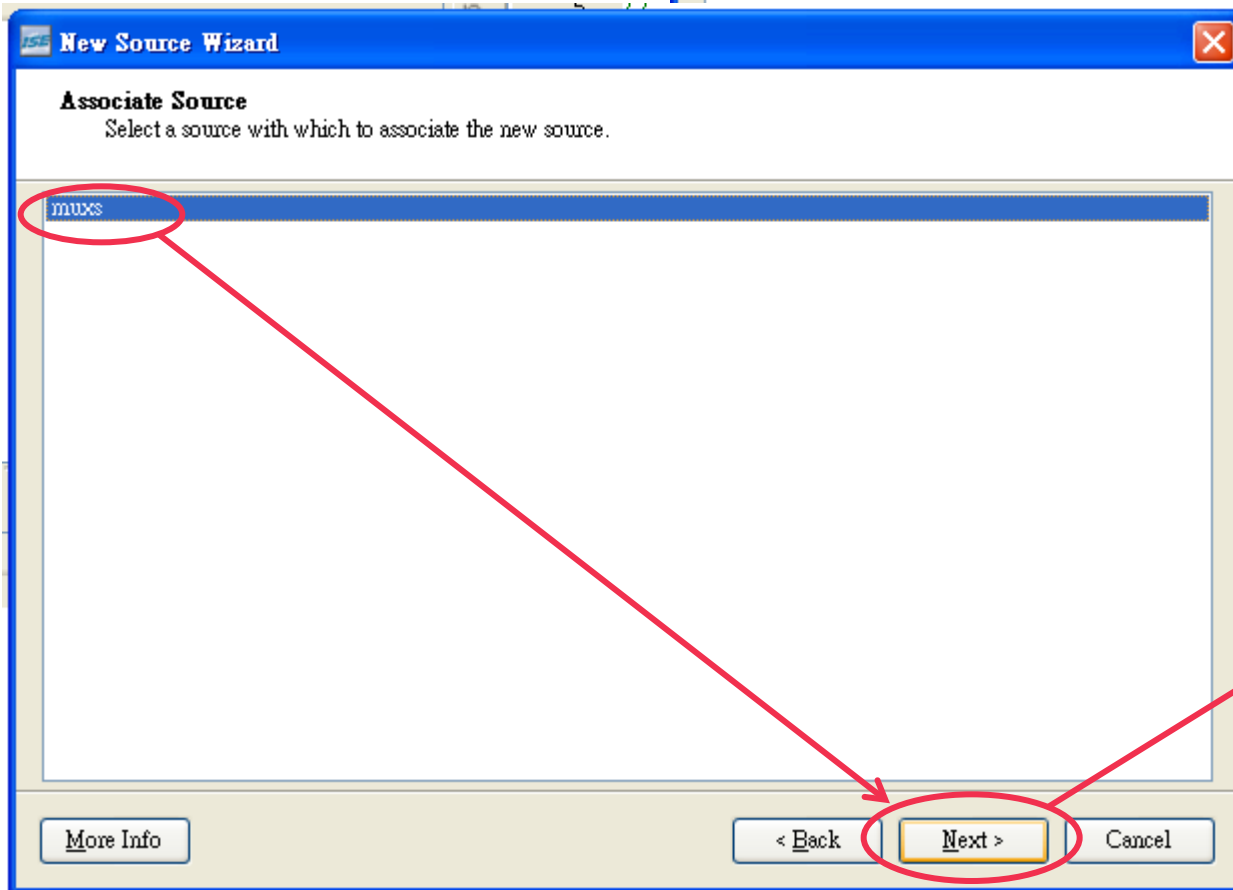 ISE New Source Wizard
Associate Source
Select a source with which to associate the new source.
muxs
More Info
< Back
Next >
Cancel